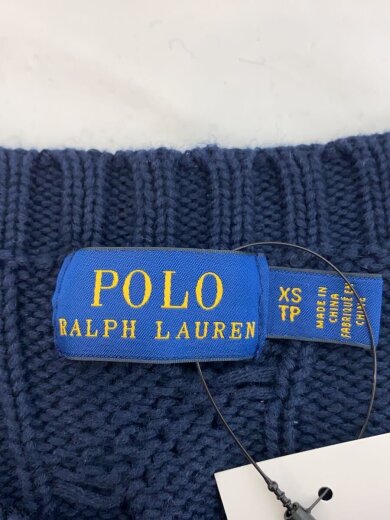 POLO
RALPH LAUREN
XS
TP
MADE IN
CHINA
FABRIQUÉ EN
CHINE